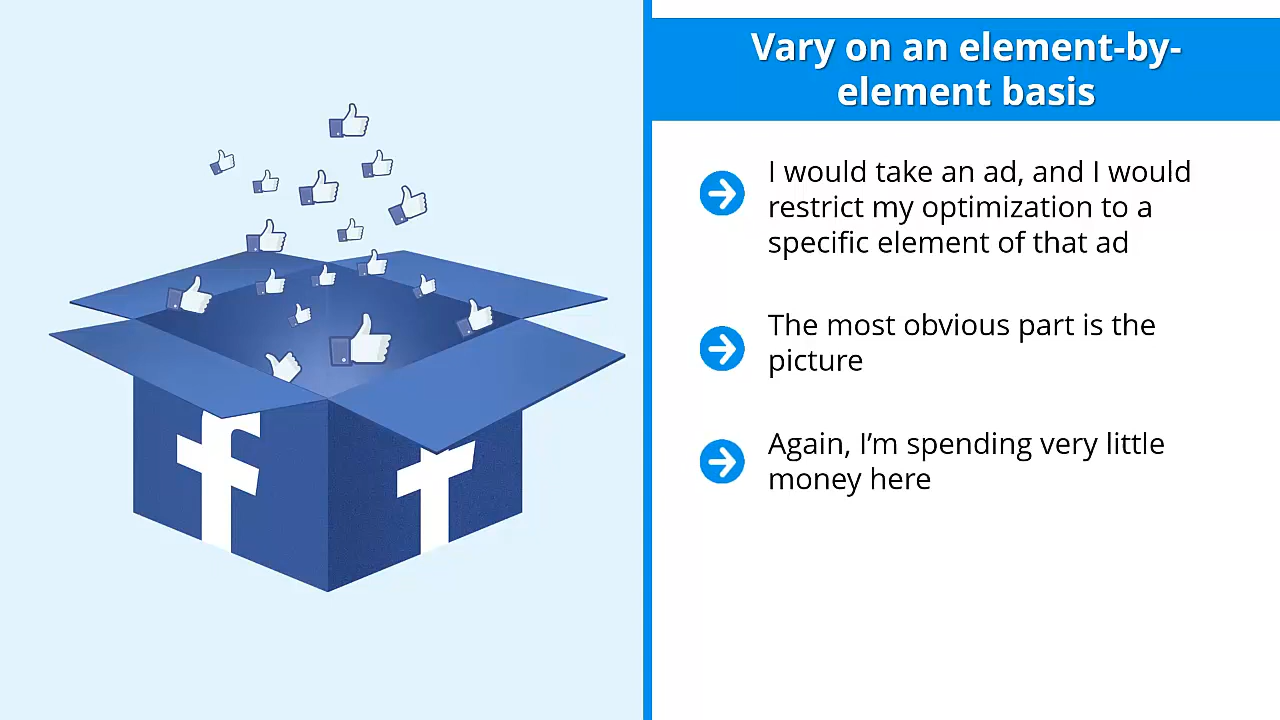 Vary on an element-by-
element basis
I would take an ad, and I would
restrict my optimization to a
specific element of that ad
The most obvious part is the
picture
Again, I’m spending very little
money here